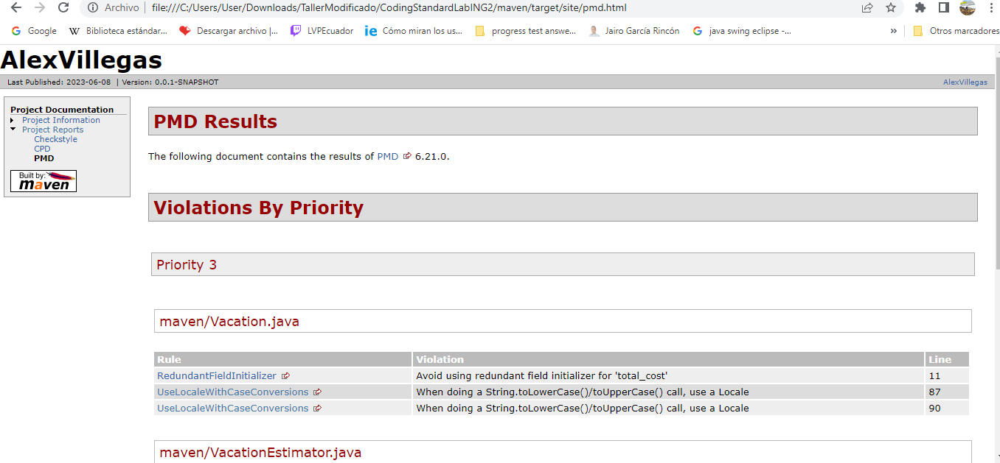 Archivo | file:///C:/Users/User/Downloads/TallerModificado/CodingStandardLabING2/maven/target/site/pmd.html
Google Biblioteca estándar... Descargar archivo |... LVPEcuador Cómo miran los us... progress test answe... Jairo García Rincón java swing eclipse -... » Otros marcadores
AlexVillegas
Last Published: 2023-06-08 | Version: 0.0.1-SNAPSHOT AlexVillegas
Project Documentation
Project Information
Project Reports
Checkstyle
CPD
PMD
Built by:
maven
PMD Results
The following document contains the results of PMD 6.21.0.
Violations By Priority
Priority 3
maven/Vacation.java
Rule Violation Line
RedundantFieldInitializer Avoid using redundant field initializer for 'total_cost' 11
UseLocaleWithCaseConversions When doing a String.toLowerCase()/toUpperCase() call, use a Locale 87
UseLocaleWithCaseConversions When doing a String.toLowerCase()/toUpperCase() call, use a Locale 90
maven/VacationEstimator.java